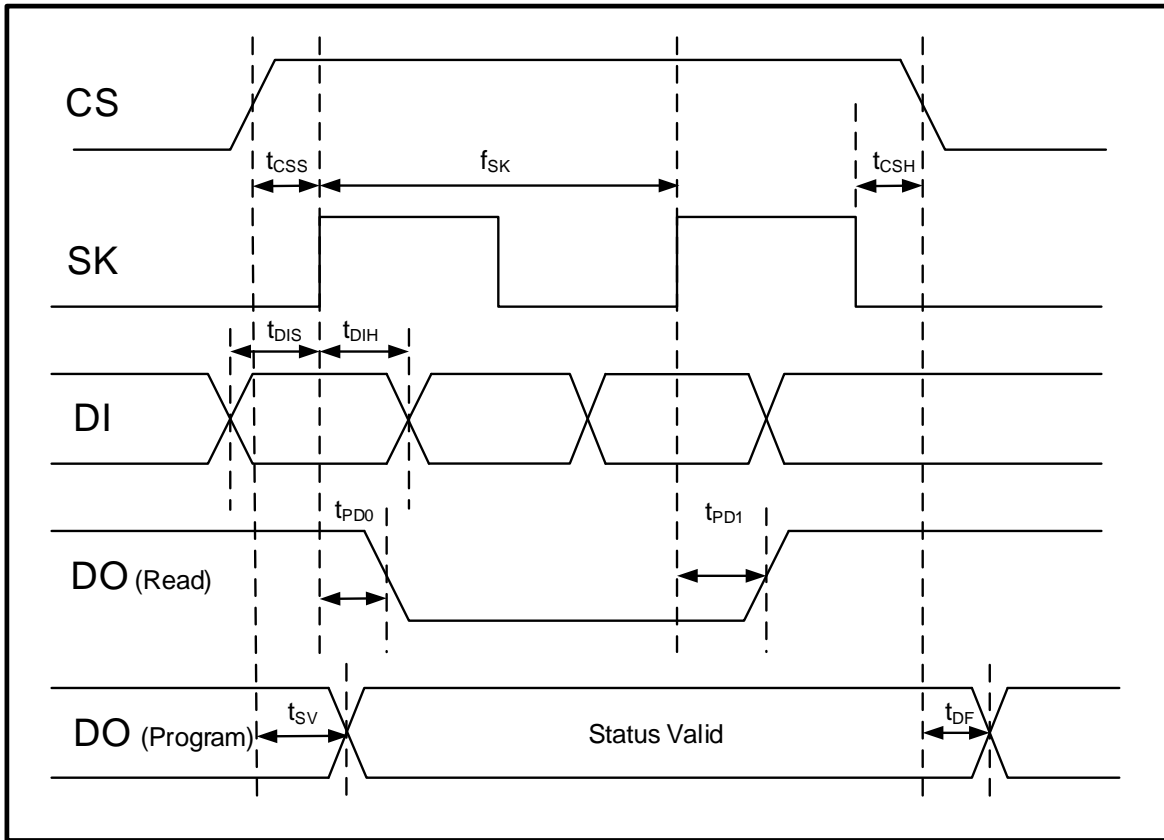 CS
tCSS
fSK
tCSH
SK
tDIS
tDIH
DI
tPD0
tPD1
DO (Read)
DO (Program)
tSV
Status Valid
tDF